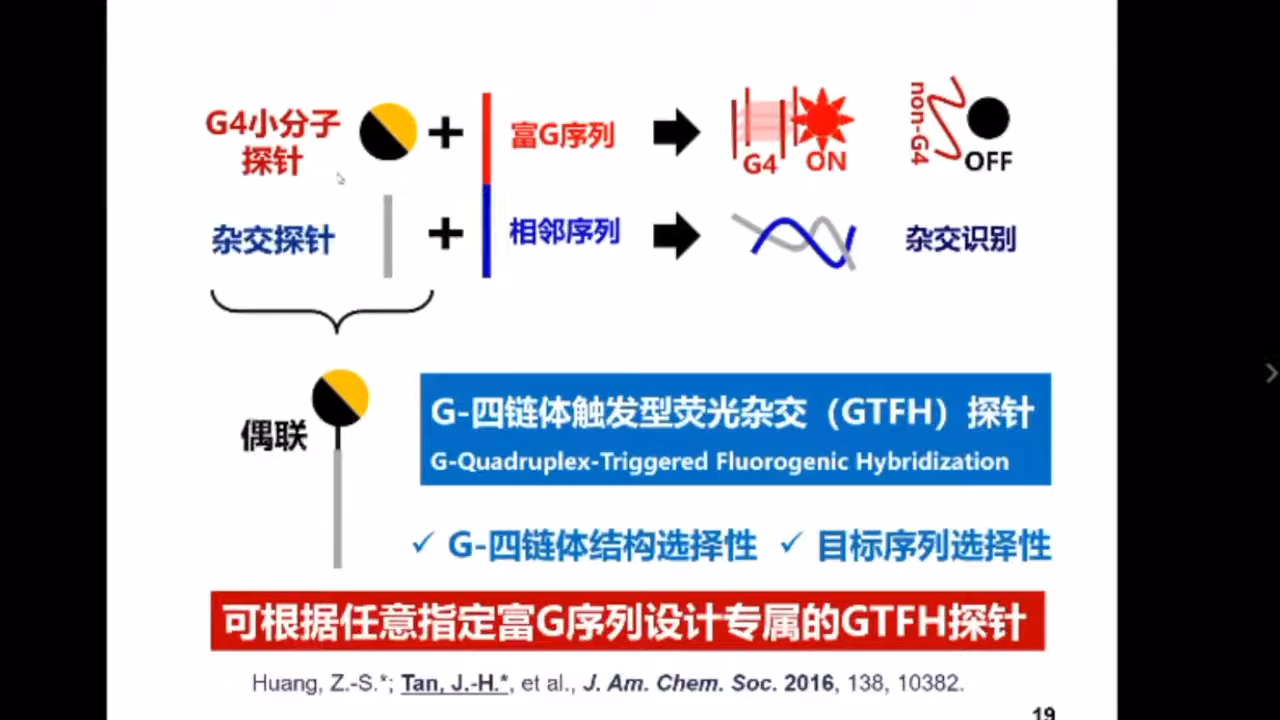 G4小分子
探针
+
富G序列
G4
ON
non-G4
OFF
杂交探针
+
相邻序列
杂交识别
偶联
G-四链体触发型荧光杂交（GTFH）探针
G-Quadruplex-Triggered Fluorogenic Hybridization
✓ G-四链体结构选择性 ✓ 目标序列选择性
可根据任意指定富G序列设计专属的GTFH探针
Huang, Z.-S.*; Tan, J.-H.*, et al., J. Am. Chem. Soc. 2016, 138, 10382.
19